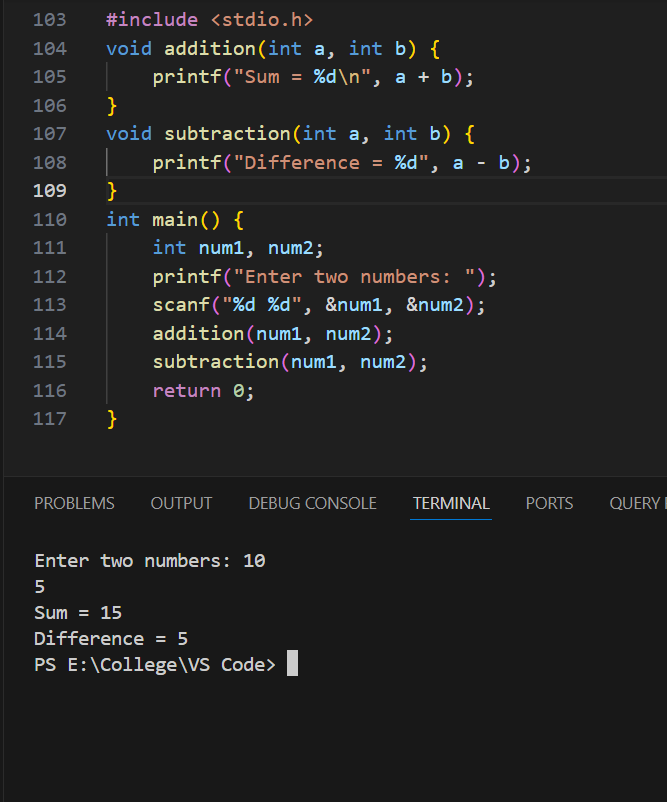 103 #include <stdio.h>
104 void addition(int a, int b) {
105     printf("Sum = %d\n", a + b);
106 }
107 void subtraction(int a, int b) {
108     printf("Difference = %d", a - b);
109 }
110 int main() {
111     int num1, num2;
112     printf("Enter two numbers: ");
113     scanf("%d %d", &num1, &num2);
114     addition(num1, num2);
115     subtraction(num1, num2);
116     return 0;
117 }
PROBLEMS OUTPUT DEBUG CONSOLE TERMINAL PORTS QUERY
Enter two numbers: 10
5
Sum = 15
Difference = 5
PS E:\College\VS Code>